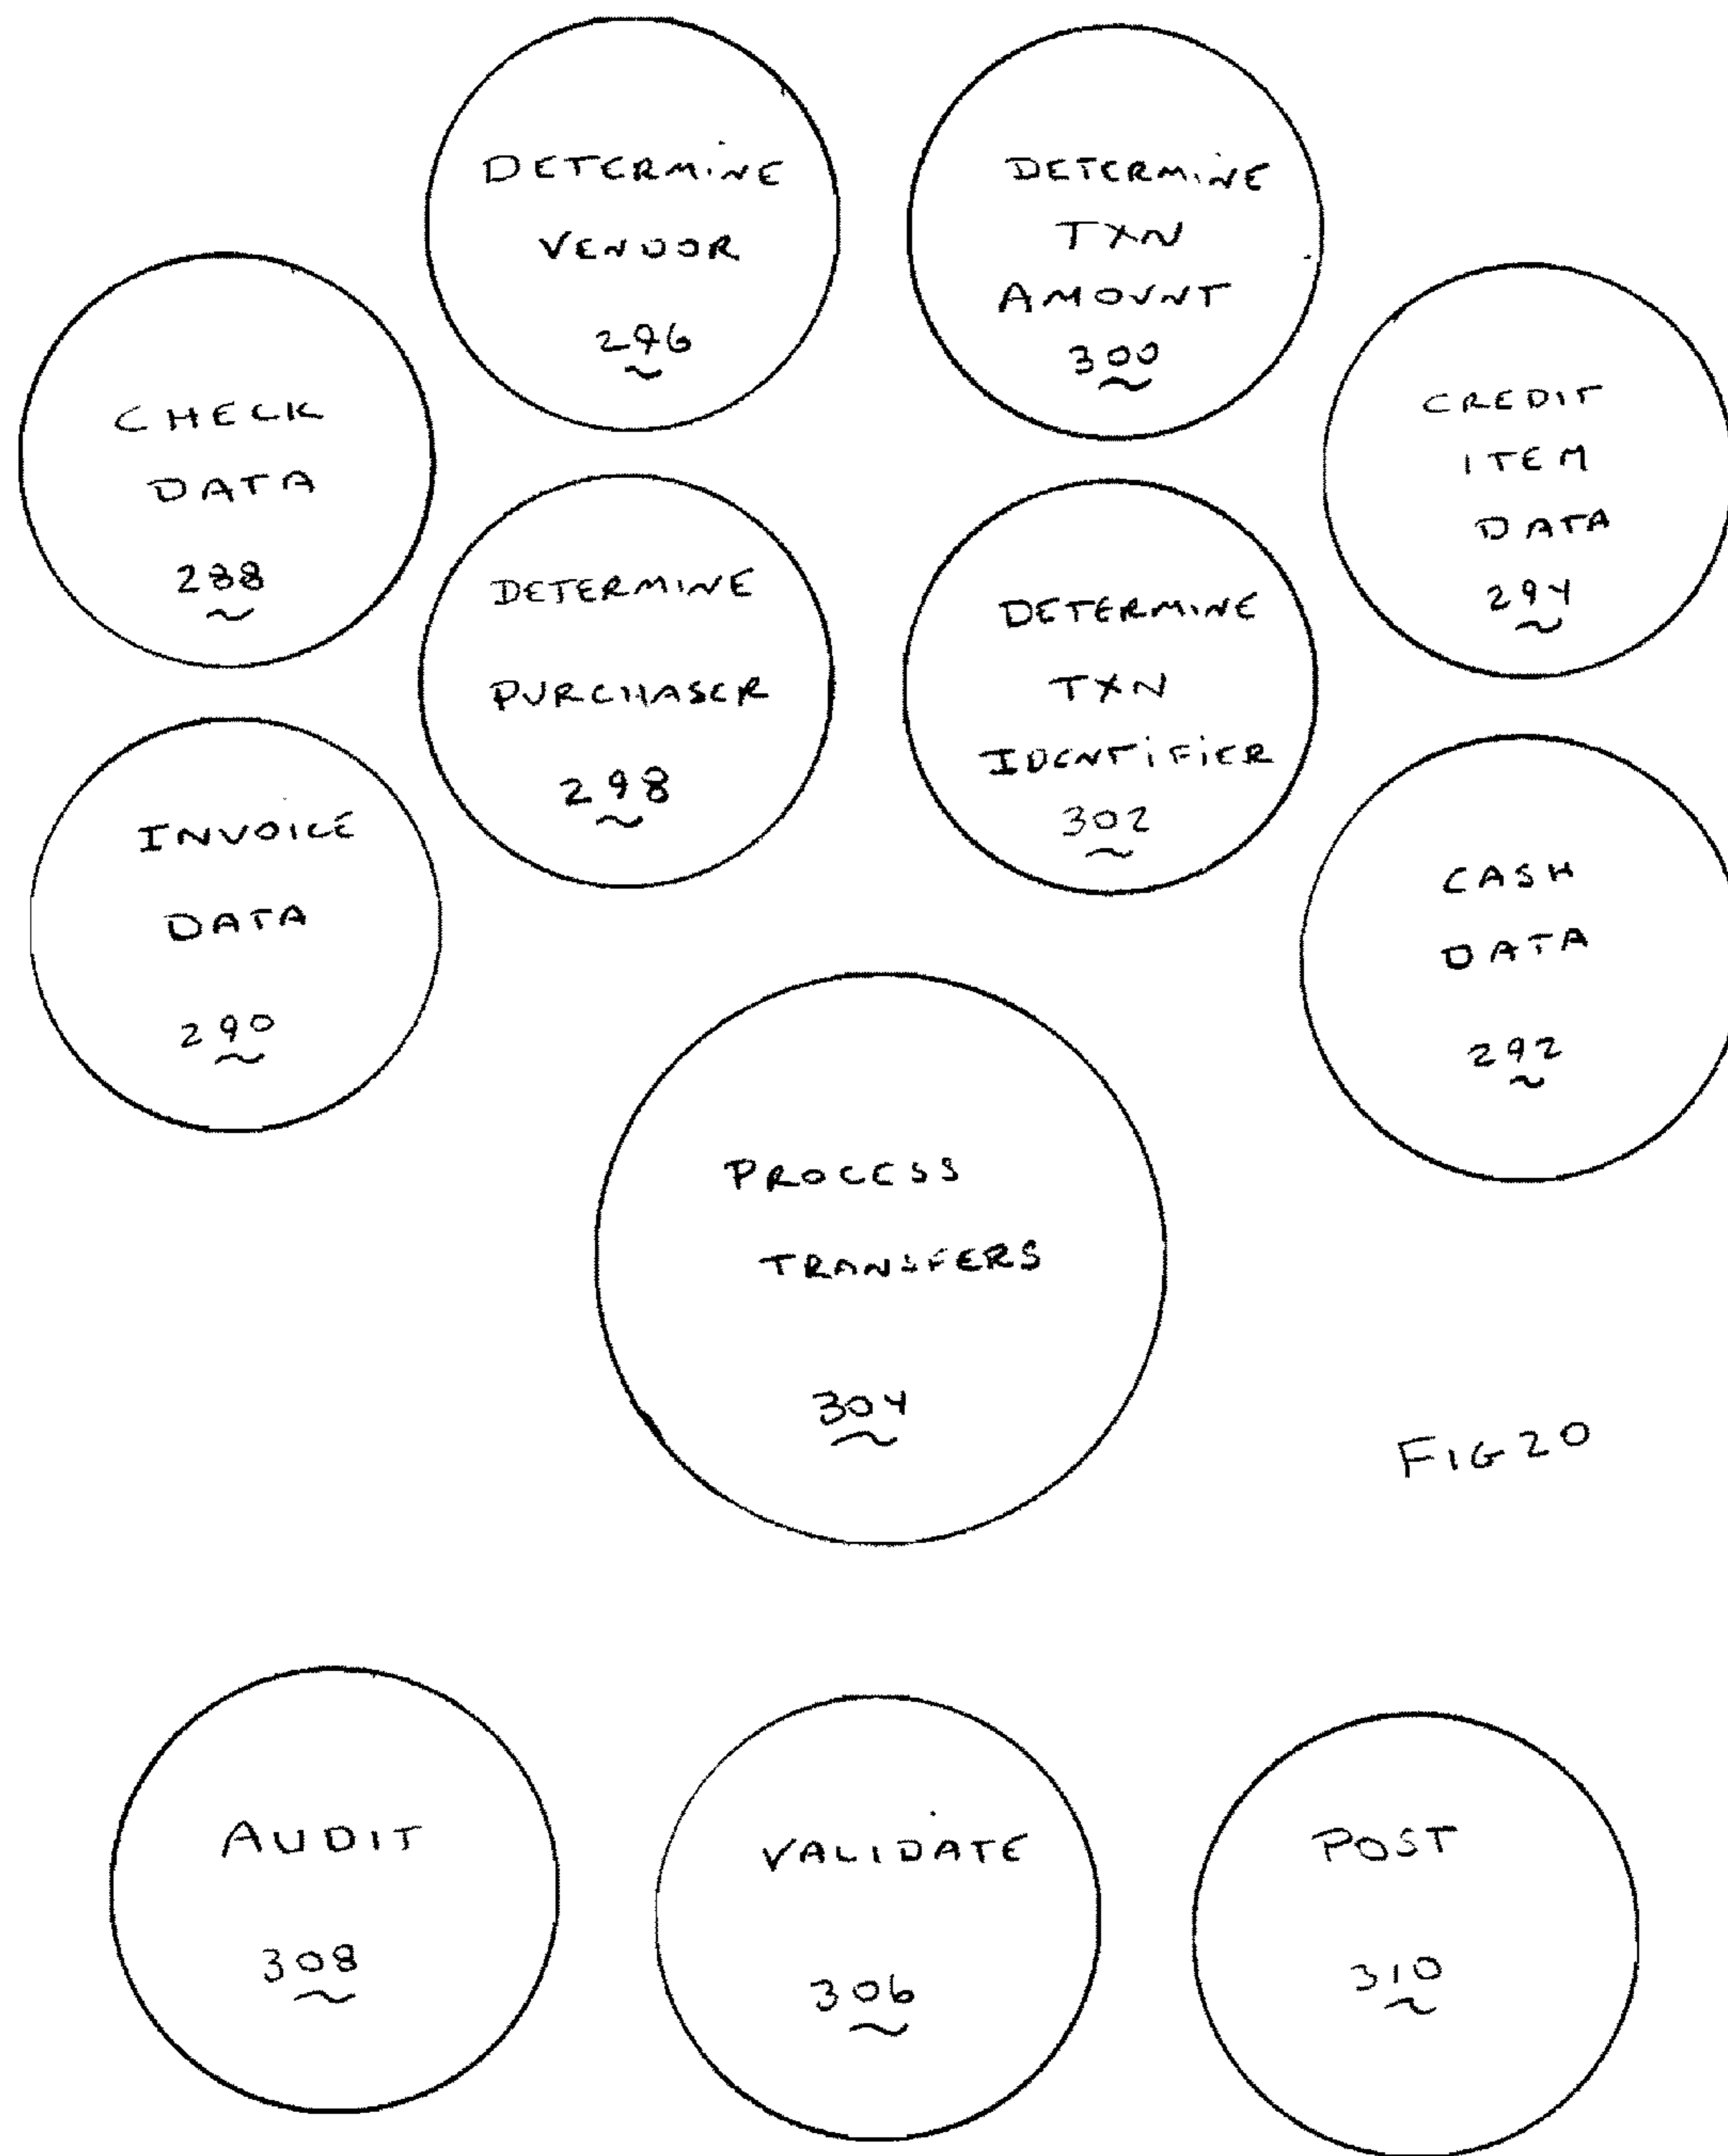 DETERMINE
VENDOR
296
DETERMINE
TXN
AMOUNT
300
CHECK
DATA
288
CREDIT
ITEM
DATA
294
DETERMINE
PURCHASER
298
DETERMINE
TXN
IDENTIFIER
302
INVOICE
DATA
290
CASH
DATA
292
PROCESS
TRANSFERS
304
FIG 20
AUDIT
308
VALIDATE
306
POST
310